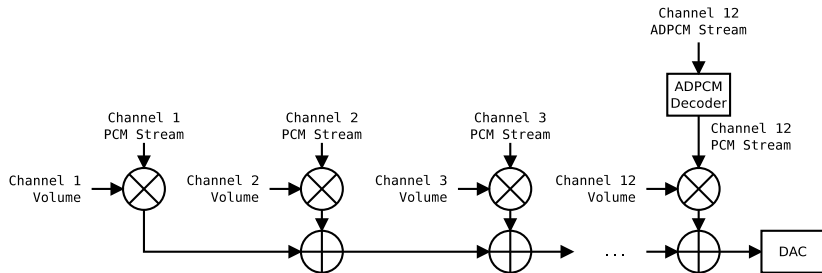 Channel 12
ADPCM Stream
ADPCM
Decoder
Channel 1
PCM Stream
Channel 2
PCM Stream
Channel 3
PCM Stream
Channel 12
PCM Stream
Channel 1
Volume
Channel 2
Volume
Channel 3
Volume
Channel 12
Volume
...
DAC